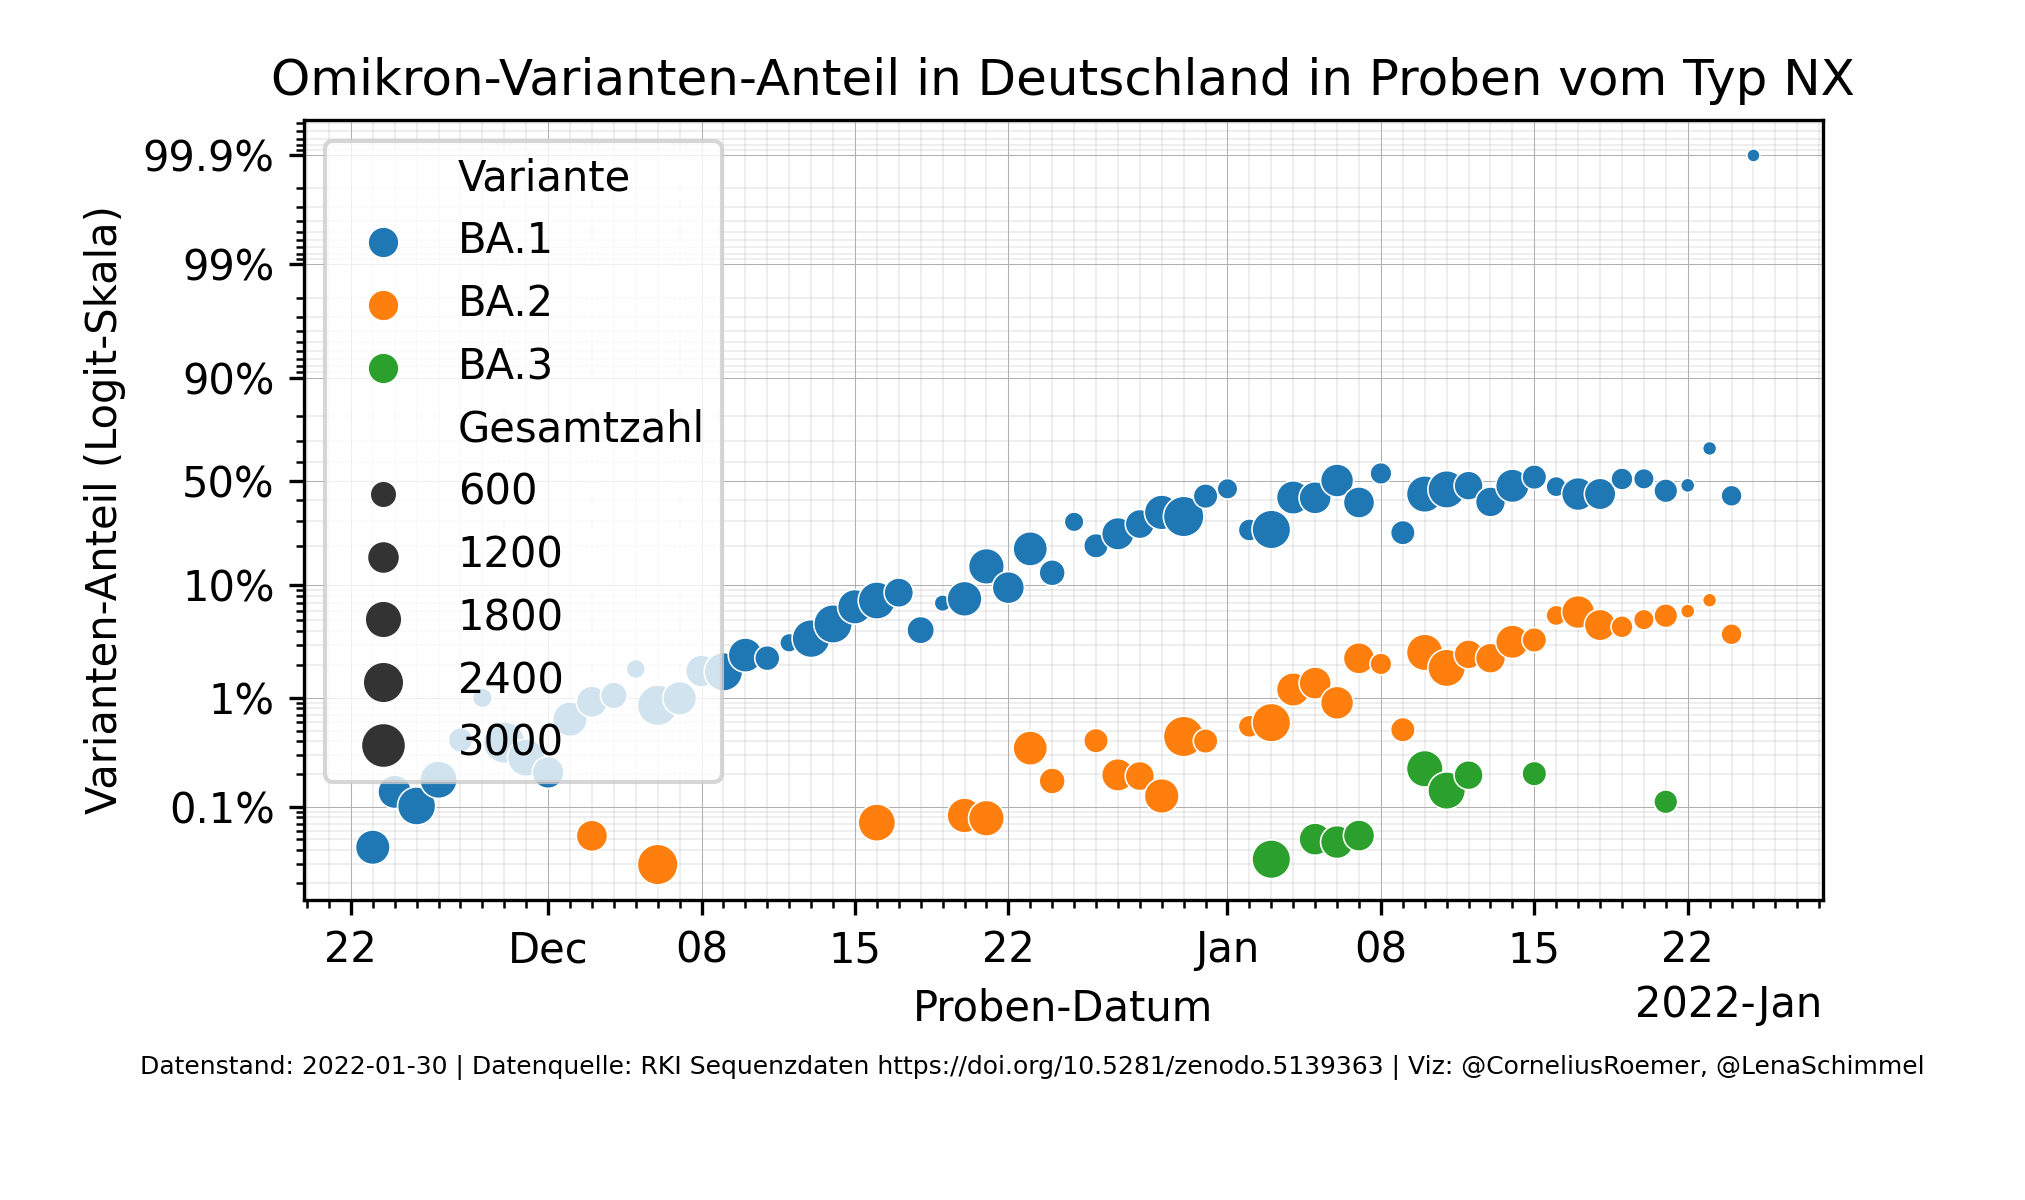 Omikron-Varianten-Anteil in Deutschland in Proben vom Typ NX
Varianten-Anteil (Logit-Skala)
99.9%
99%
90%
50%
10%
1%
0.1%
Variante
BA.1
BA.2
BA.3
Gesamtzahl
600
1200
1800
2400
3000
22 Dec 08 15 22 Jan 08 15 22
2022-Jan
Proben-Datum
Datenstand: 2022-01-30 | Datenquelle: RKI Sequenzdaten https://doi.org/10.5281/zenodo.5139363 | Viz: @CorneliusRoemer, @LenaSchimmel